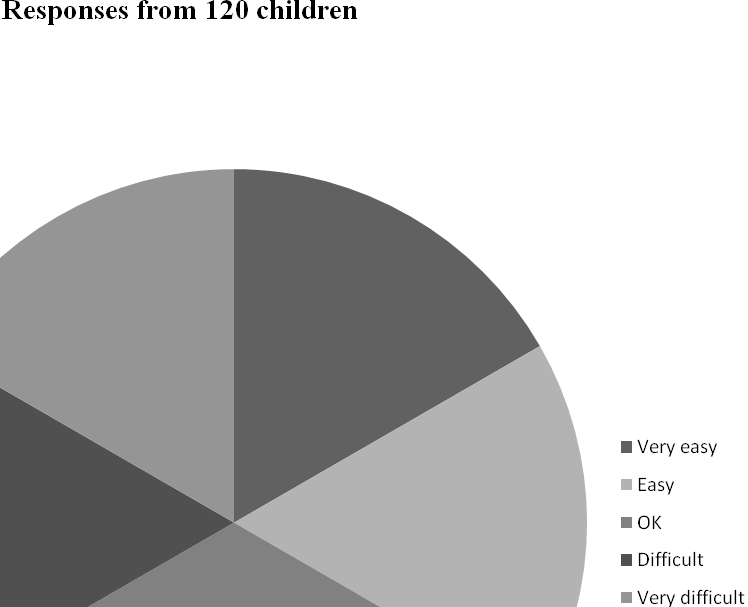 Responses from 120 children
Very easy
Easy
OK
Difficult
Very difficult